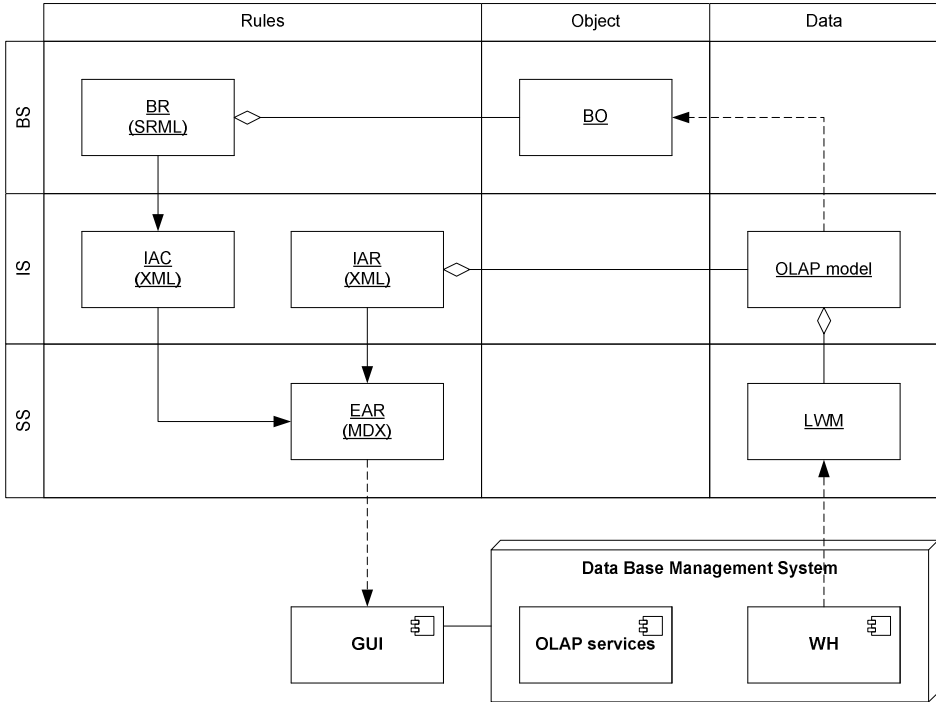 Rules
Object
Data
BS
BR
(SRML)
BO
IS
IAC
(XML)
IAR
(XML)
OLAP model
SS
EAR
(MDX)
LWM
Data Base Management System
GUI
OLAP services
WH